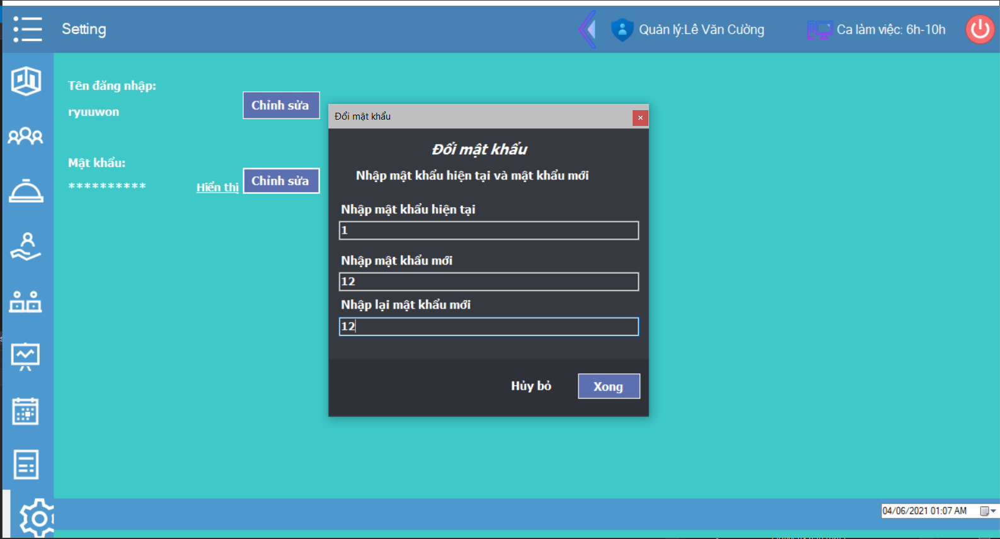 Setting
Quản lý:Lê Văn Cường
Ca làm việc: 6h-10h
Tên đăng nhập:
ryuuwon
Chỉnh sửa
Mật khẩu:
**********
Hiển thị
Chỉnh sửa
Đổi mật khẩu
Đổi mật khẩu
Nhập mật khẩu hiện tại và mật khẩu mới
Nhập mật khẩu hiện tại
1
Nhập mật khẩu mới
12
Nhập lại mật khẩu mới
12
Hủy bỏ
Xong
04/06/2021 01:07 AM